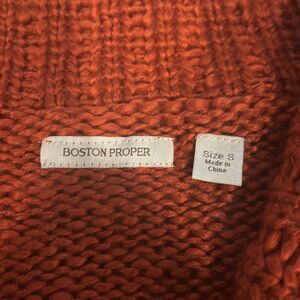 BOSTON PROPER
Size S
Made in
China